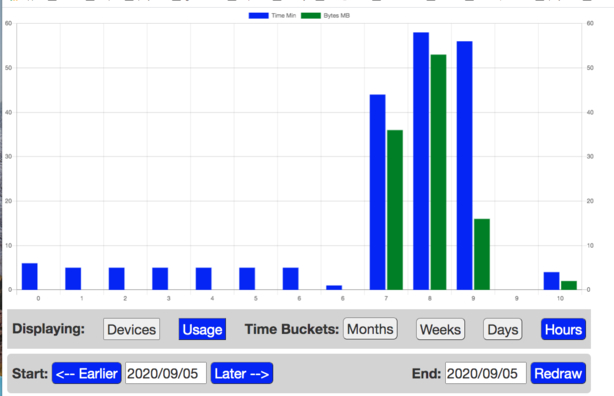 Time Min Bytes MB
60 60
50 50
40 40
30 30
20 20
10 10
0 0
0 1 2 3 4 5 6 6 7 8 9 9 10
Displaying: Devices Usage Time Buckets: Months Weeks Days Hours
Start: <-- Earlier 2020/09/05 Later --> End: 2020/09/05 Redraw